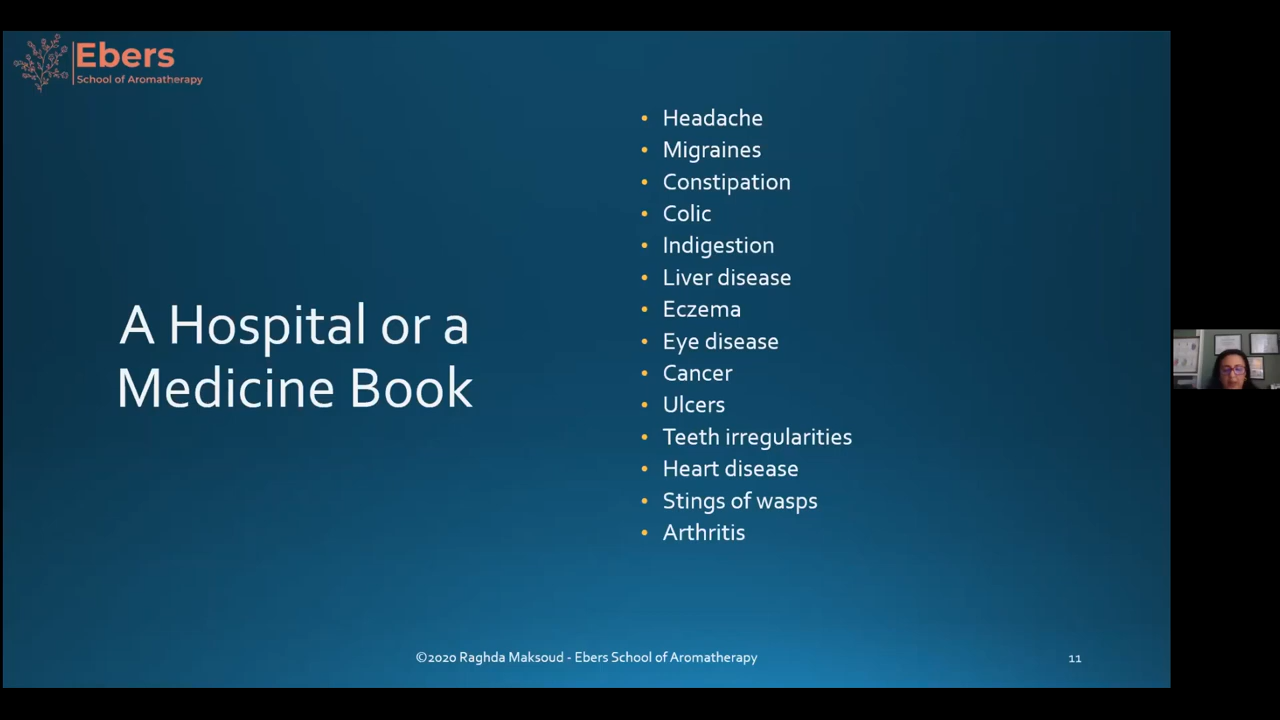 Ebers
School of Aromatherapy
A Hospital or a
Medicine Book
• Headache
• Migraines
• Constipation
• Colic
• Indigestion
• Liver disease
• Eczema
• Eye disease
• Cancer
• Ulcers
• Teeth irregularities
• Heart disease
• Stings of wasps
• Arthritis
©2020 Raghda Maksoud - Ebers School of Aromatherapy
11